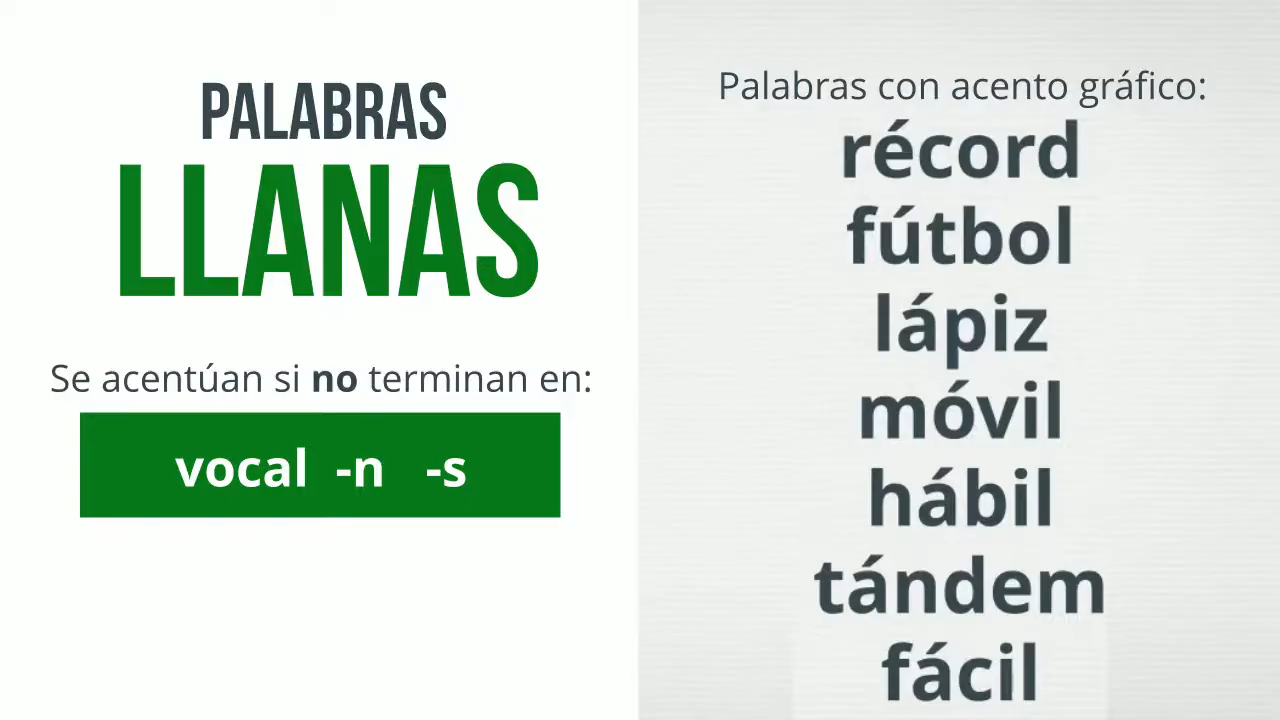 PALABRAS
LLANAS
Se acentúan si no terminan en:
vocal -n -s
Palabras con acento gráfico:
récord
fútbol
lápiz
móvil
hábil
tándem
fácil